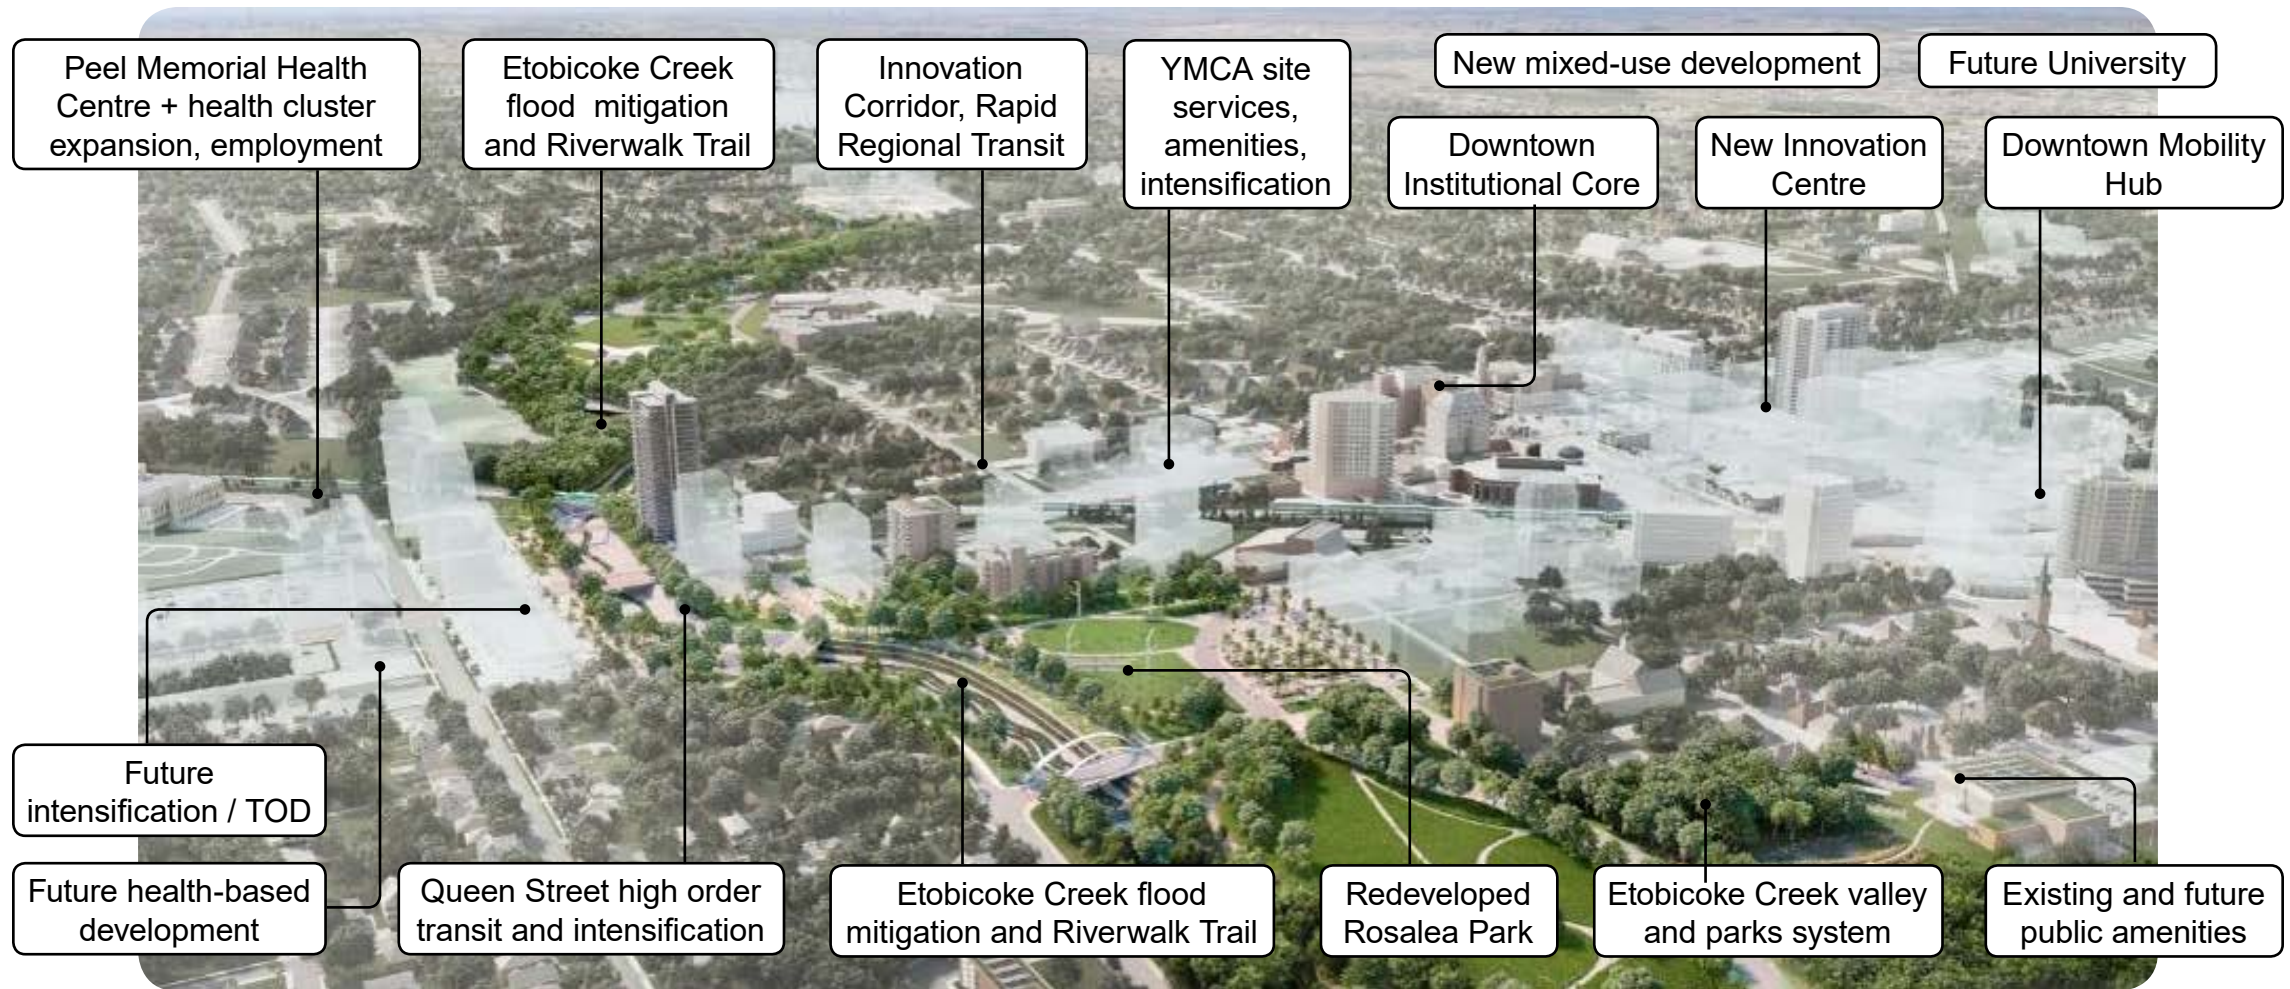 Peel Memorial Health
Centre + health cluster
expansion, employment
Etobicoke Creek
flood  mitigation
and Riverwalk Trail
Innovation
Corridor, Rapid
Regional Transit
YMCA site
services,
amenities,
intensification
New mixed-use development
Future University
Downtown
Institutional Core
New Innovation
Centre
Downtown Mobility
Hub
Future
intensification / TOD
Future health-based
development
Queen Street high order
transit and intensification
Etobicoke Creek flood
mitigation and Riverwalk Trail
Redeveloped
Rosalea Park
Etobicoke Creek valley
and parks system
Existing and future
public amenities